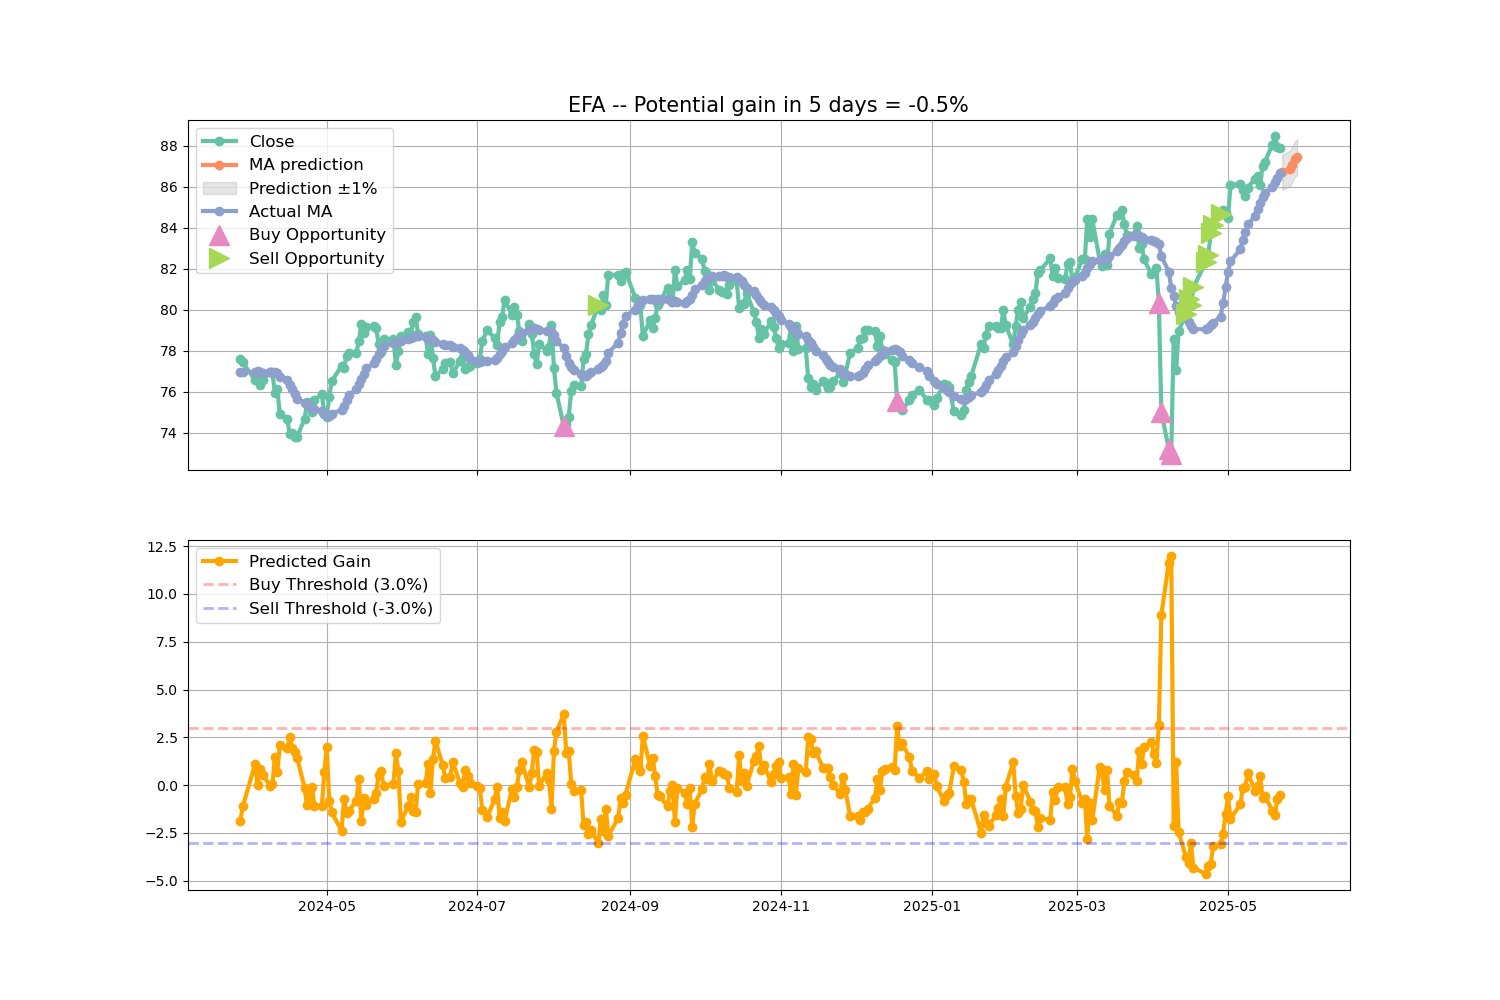 EFA -- Potential gain in 5 days = -0.5%
88
86
84
82
80
78
76
74
Close
MA prediction
Prediction ±1%
Actual MA
Buy Opportunity
Sell Opportunity
12.5
10.0
7.5
5.0
2.5
0.0
−2.5
−5.0
Predicted Gain
Buy Threshold (3.0%)
Sell Threshold (-3.0%)
2024-05 2024-07 2024-09 2024-11 2025-01 2025-03 2025-05